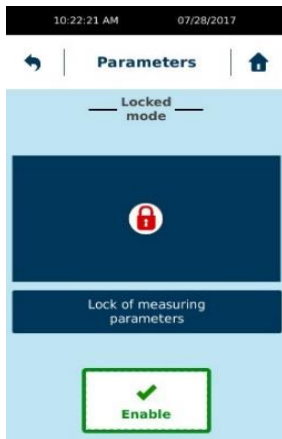 10:22:21 AM 07/28/2017
Parameters
Locked
mode
Lock of measuring
parameters
Enable